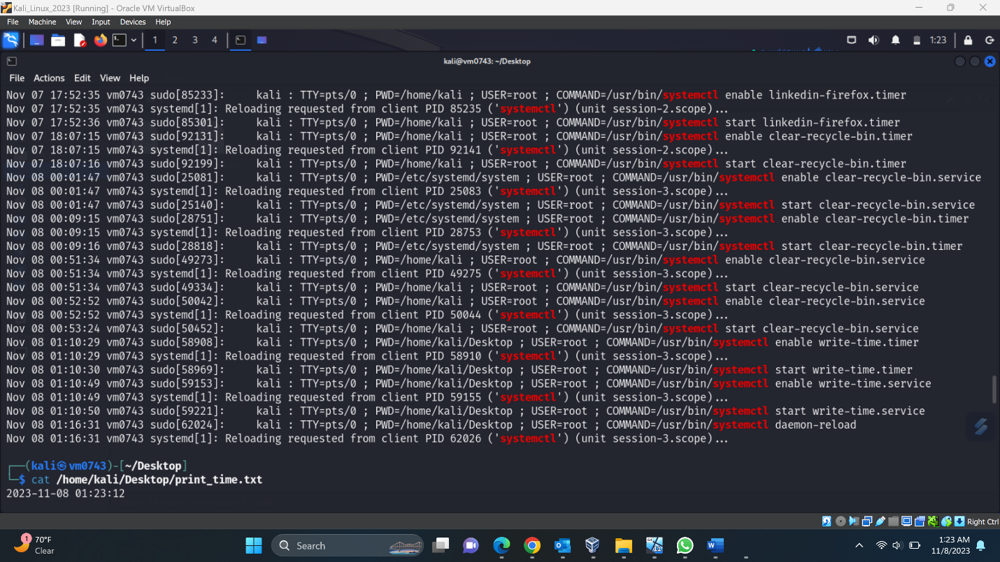 Kali_Linux_2023 [Running] - Oracle VM VirtualBox
File Machine View Input Devices Help
1 2 3 4 1:23
kali@vm0743: ~/Desktop
File Actions Edit View Help
Nov 07 17:52:35 vm0743 sudo[85233]:     kali : TTY=pts/0 ; PWD=/home/kali ; USER=root ; COMMAND=/usr/bin/systemctl enable linkedin-firefox.timer
Nov 07 17:52:35 vm0743 systemd[1]: Reloading requested from client PID 85235 ('systemctl') (unit session-2.scope)...
Nov 07 17:52:36 vm0743 sudo[85301]:     kali : TTY=pts/0 ; PWD=/home/kali ; USER=root ; COMMAND=/usr/bin/systemctl start linkedin-firefox.timer
Nov 07 18:07:15 vm0743 sudo[92131]:     kali : TTY=pts/0 ; PWD=/home/kali ; USER=root ; COMMAND=/usr/bin/systemctl enable clear-recycle-bin.timer
Nov 07 18:07:15 vm0743 systemd[1]: Reloading requested from client PID 92141 ('systemctl') (unit session-2.scope)...
Nov 07 18:07:16 vm0743 sudo[92199]:     kali : TTY=pts/0 ; PWD=/home/kali ; USER=root ; COMMAND=/usr/bin/systemctl start clear-recycle-bin.timer
Nov 08 00:01:47 vm0743 sudo[25081]:     kali : TTY=pts/0 ; PWD=/etc/systemd/system ; USER=root ; COMMAND=/usr/bin/systemctl enable clear-recycle-bin.service
Nov 08 00:01:47 vm0743 systemd[1]: Reloading requested from client PID 25083 ('systemctl') (unit session-3.scope)...
Nov 08 00:01:47 vm0743 sudo[25140]:     kali : TTY=pts/0 ; PWD=/etc/systemd/system ; USER=root ; COMMAND=/usr/bin/systemctl start clear-recycle-bin.service
Nov 08 00:09:15 vm0743 sudo[28751]:     kali : TTY=pts/0 ; PWD=/etc/systemd/system ; USER=root ; COMMAND=/usr/bin/systemctl enable clear-recycle-bin.timer
Nov 08 00:09:15 vm0743 systemd[1]: Reloading requested from client PID 28753 ('systemctl') (unit session-3.scope)...
Nov 08 00:09:16 vm0743 sudo[28818]:     kali : TTY=pts/0 ; PWD=/etc/systemd/system ; USER=root ; COMMAND=/usr/bin/systemctl start clear-recycle-bin.timer
Nov 08 00:51:34 vm0743 sudo[49273]:     kali : TTY=pts/0 ; PWD=/home/kali ; USER=root ; COMMAND=/usr/bin/systemctl enable clear-recycle-bin.service
Nov 08 00:51:34 vm0743 systemd[1]: Reloading requested from client PID 49275 ('systemctl') (unit session-3.scope)...
Nov 08 00:51:34 vm0743 sudo[49334]:     kali : TTY=pts/0 ; PWD=/home/kali ; USER=root ; COMMAND=/usr/bin/systemctl start clear-recycle-bin.service
Nov 08 00:52:52 vm0743 sudo[50042]:     kali : TTY=pts/0 ; PWD=/home/kali ; USER=root ; COMMAND=/usr/bin/systemctl enable clear-recycle-bin.service
Nov 08 00:52:52 vm0743 systemd[1]: Reloading requested from client PID 50044 ('systemctl') (unit session-3.scope)...
Nov 08 00:53:24 vm0743 sudo[50452]:     kali : TTY=pts/0 ; PWD=/home/kali ; USER=root ; COMMAND=/usr/bin/systemctl start clear-recycle-bin.service
Nov 08 01:10:29 vm0743 sudo[58908]:     kali : TTY=pts/0 ; PWD=/home/kali/Desktop ; USER=root ; COMMAND=/usr/bin/systemctl enable write-time.timer
Nov 08 01:10:29 vm0743 systemd[1]: Reloading requested from client PID 58910 ('systemctl') (unit session-3.scope)...
Nov 08 01:10:30 vm0743 sudo[58969]:     kali : TTY=pts/0 ; PWD=/home/kali/Desktop ; USER=root ; COMMAND=/usr/bin/systemctl start write-time.timer
Nov 08 01:10:49 vm0743 sudo[59153]:     kali : TTY=pts/0 ; PWD=/home/kali/Desktop ; USER=root ; COMMAND=/usr/bin/systemctl enable write-time.service
Nov 08 01:10:49 vm0743 systemd[1]: Reloading requested from client PID 59155 ('systemctl') (unit session-3.scope)...
Nov 08 01:10:50 vm0743 sudo[59221]:     kali : TTY=pts/0 ; PWD=/home/kali/Desktop ; USER=root ; COMMAND=/usr/bin/systemctl start write-time.service
Nov 08 01:16:31 vm0743 sudo[62024]:     kali : TTY=pts/0 ; PWD=/home/kali/Desktop ; USER=root ; COMMAND=/usr/bin/systemctl daemon-reload
Nov 08 01:16:31 vm0743 systemd[1]: Reloading requested from client PID 62026 ('systemctl') (unit session-3.scope)...
┌──(kali㉿vm0743)-[~/Desktop]
└─$ cat /home/kali/Desktop/print_time.txt
2023-11-08 01:23:12
Right Ctrl
1 70°F
Clear
Search
1:23 AM
11/8/2023